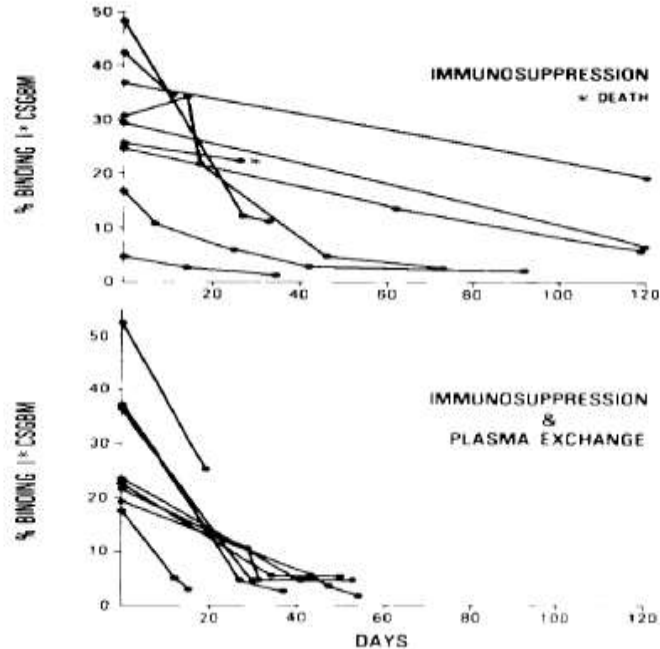 50
40
30
20
10
0
% BINDING I* CSGBM
IMMUNOSUPPRESSION
* DEATH
*
20 40 60 80 100 120
50
40
30
20
10
0
% BINDING I* CSGBM
IMMUNOSUPPRESSION
&
PLASMA EXCHANGE
20 40 60 80 100 120
DAYS